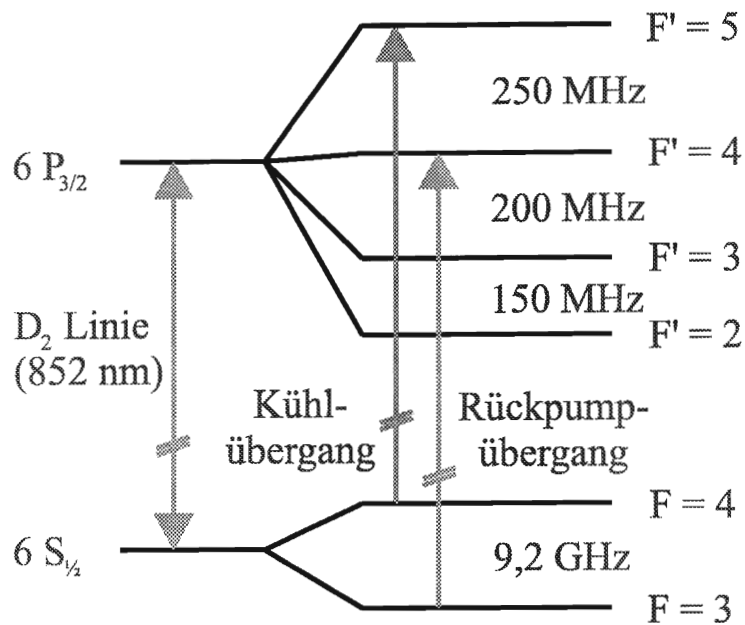 F' = 5
250 MHz
6 P3/2
F' = 4
200 MHz
F' = 3
150 MHz
F' = 2
D2 Linie
(852 nm)
Kühl-
übergang
Rückpump-
übergang
F = 4
6 S½
9,2 GHz
F = 3